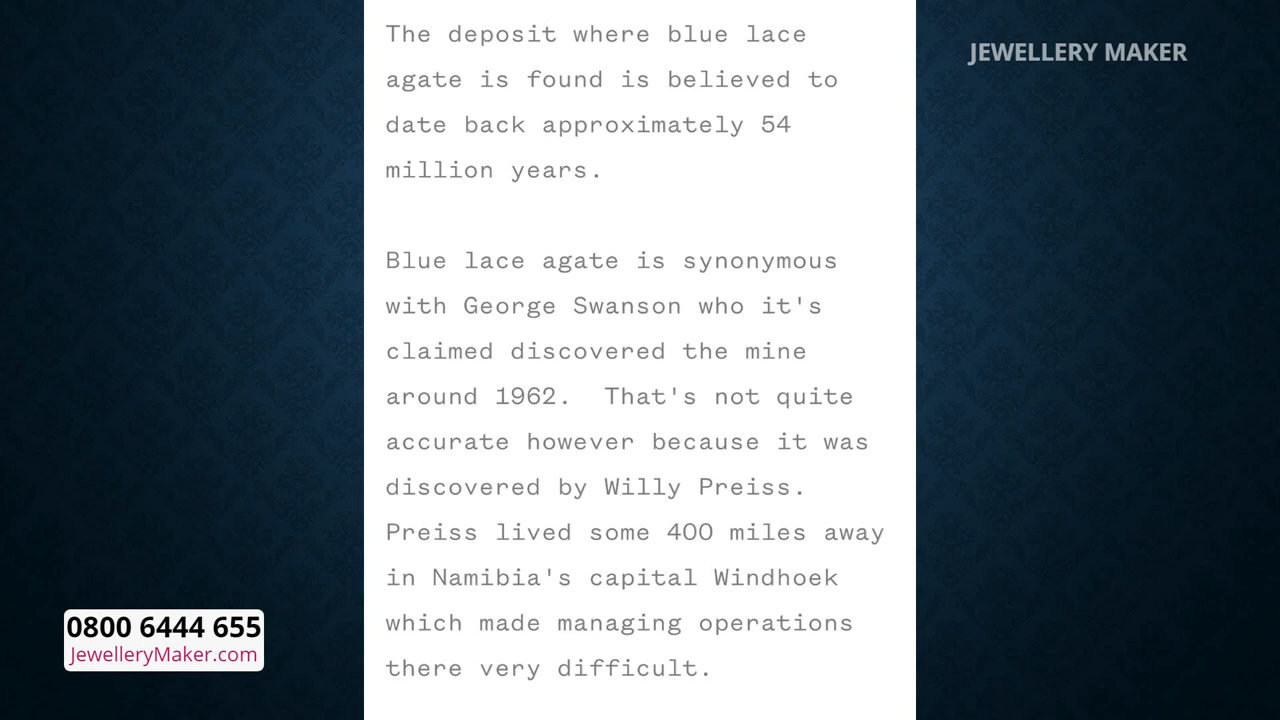 The deposit where blue lace
agate is found is believed to
date back approximately 54
million years.
Blue lace agate is synonymous
with George Swanson who it's
claimed discovered the mine
around 1962.  That's not quite
accurate however because it was
discovered by Willy Preiss.
Preiss lived some 400 miles away
in Namibia's capital Windhoek
which made managing operations
there very difficult.
JEWELLERY MAKER
0800 6444 655
JewelleryMaker.com